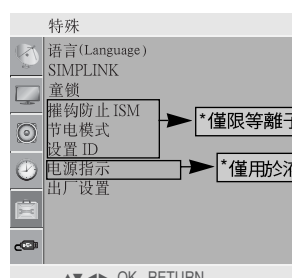 特殊
语言(Language)
SIMPLINK
童锁
摧钩防止 ISM
节电模式
设置 ID
*僅限等離子
电源指示
*僅用於
出厂设置
OK RETURN